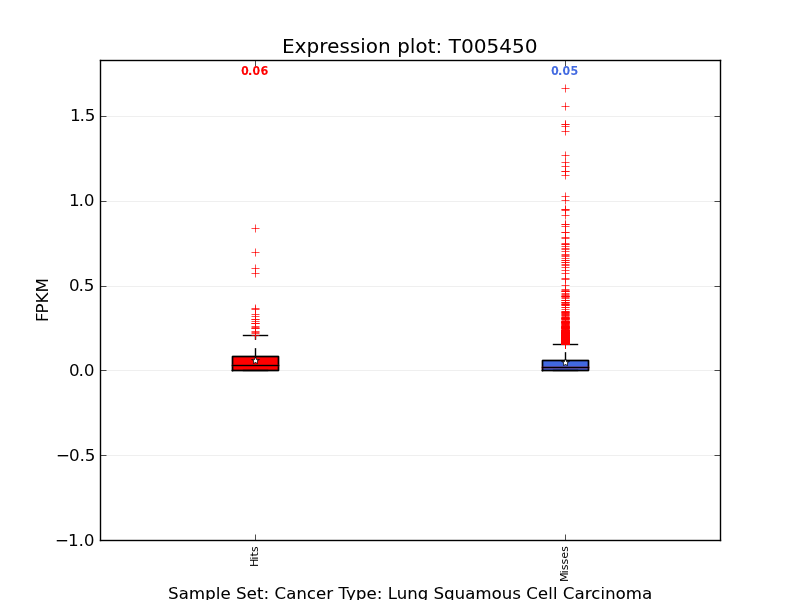 Expression plot: T005450
0.06
0.05
1.5
1.0
0.5
0.0
−0.5
−1.0
FPKM
Hits
Misses
Sample Set: Cancer Type: Lung Squamous Cell Carcinoma